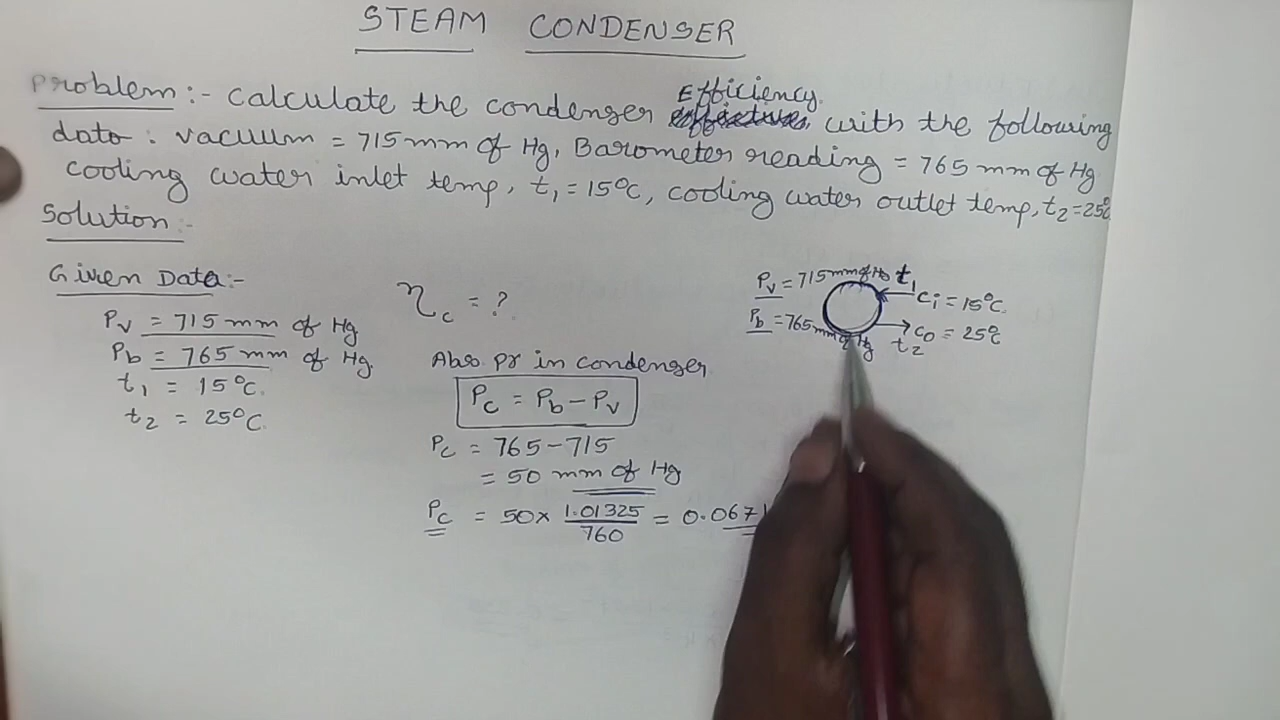 STEAM CONDENSER
Problem:- calculate the condenser Efficiency with the following
data: vacuum = 715 mm of Hg, Barometer reading = 765 mm of Hg
cooling water inlet temp, t₁ = 15°C, cooling water outlet temp, t₂ = 25°C
Solution:-
Given Data:-
Pv = 715 mm of Hg
Pb = 765 mm of Hg
t₁ = 15°C.
t₂ = 25°C.
ηc = ?
Abs pr in condenser
Pc = Pb - Pv
Pc = 765 - 715
= 50 mm of Hg
Pc = 50 × 1.01325/760 = 0.067
Pv = 715 mm of Hg t₁
Ci = 15°C.
Pb = 765 mm of Hg
Co = 25°C
t₂